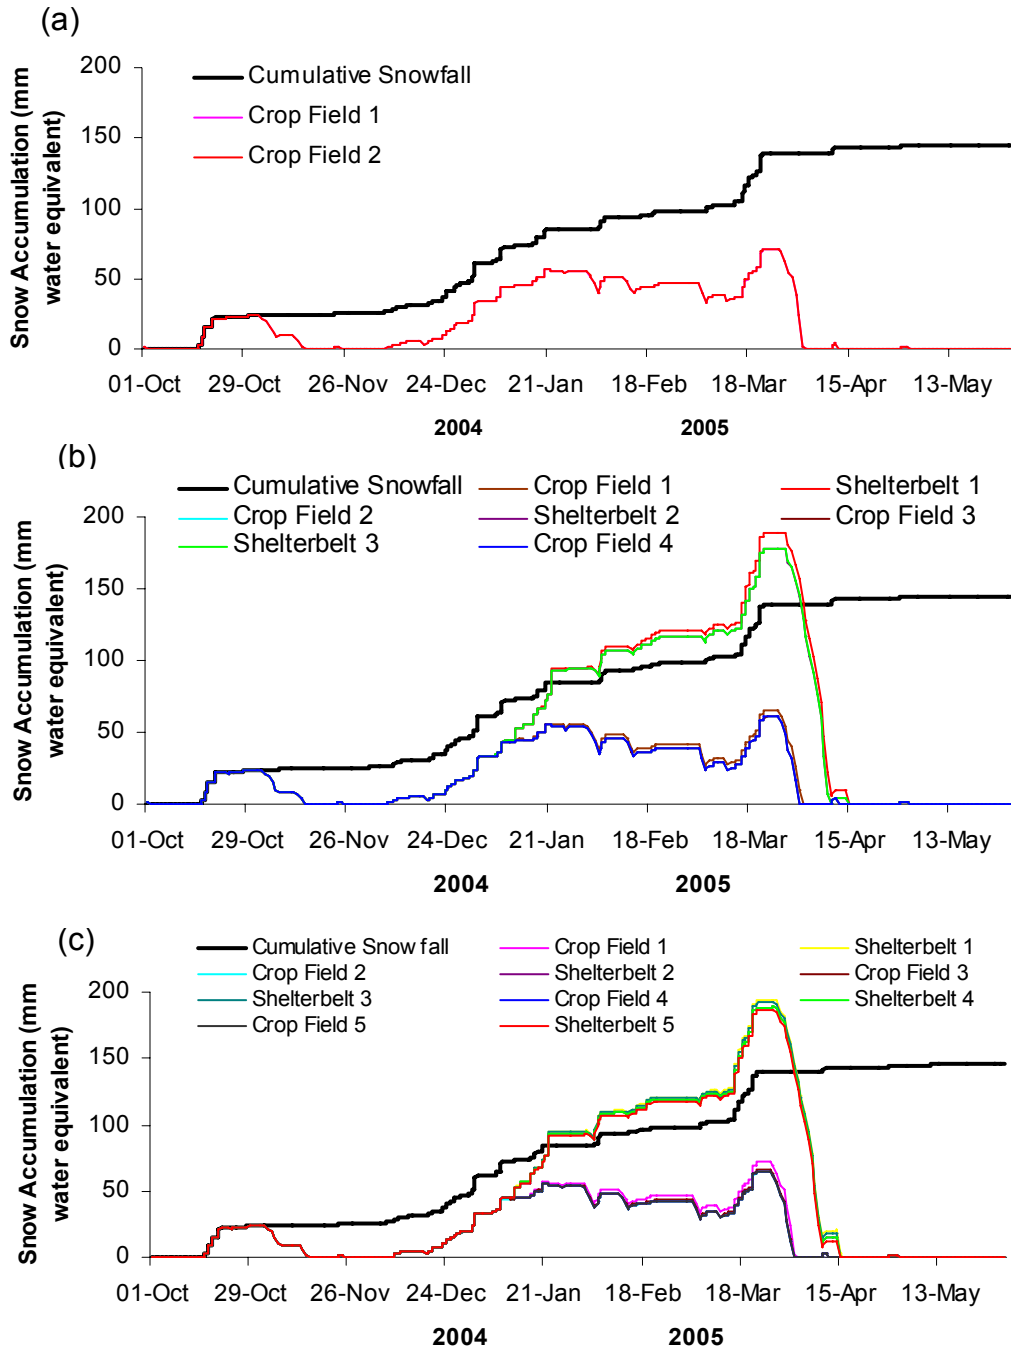 (a)
Snow Accumulation (mm
water equivalent)
200
150
100
50
0
Cumulative Snowfall
Crop Field 1
Crop Field 2
01-Oct 29-Oct 26-Nov 24-Dec 21-Jan 18-Feb 18-Mar 15-Apr 13-May
2004 2005
(b)
Snow Accumulation (mm
water equivalent)
200
150
100
50
0
Cumulative Snowfall Crop Field 1 Shelterbelt 1
Crop Field 2 Shelterbelt 2 Crop Field 3
Shelterbelt 3 Crop Field 4
01-Oct 29-Oct 26-Nov 24-Dec 21-Jan 18-Feb 18-Mar 15-Apr 13-May
2004 2005
(c)
Snow Accumulation (mm
water equivalent)
200
150
100
50
0
Cumulative Snow fall Crop Field 1 Shelterbelt 1
Crop Field 2 Shelterbelt 2 Crop Field 3
Shelterbelt 3 Crop Field 4 Shelterbelt 4
Crop Field 5 Shelterbelt 5
01-Oct 29-Oct 26-Nov 24-Dec 21-Jan 18-Feb 18-Mar 15-Apr 13-May
2004 2005